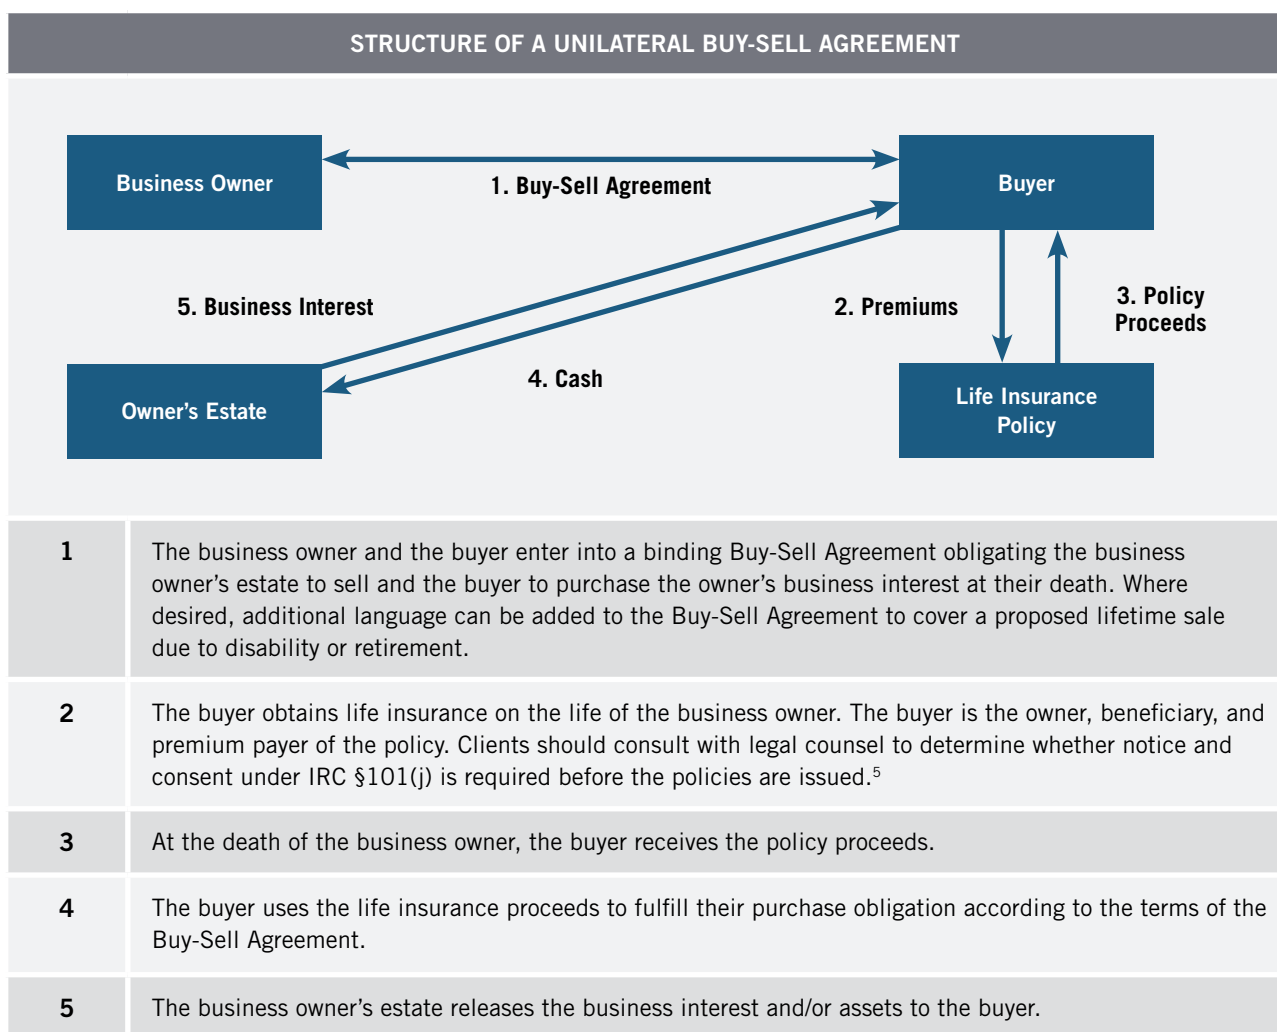 STRUCTURE OF A UNILATERAL BUY-SELL AGREEMENT
Business Owner
Buyer
1. Buy-Sell Agreement
5. Business Interest
2. Premiums
3. Policy
Proceeds
4. Cash
Owner’s Estate
Life Insurance
Policy
1
The business owner and the buyer enter into a binding Buy-Sell Agreement obligating the business
owner’s estate to sell and the buyer to purchase the owner’s business interest at their death. Where
desired, additional language can be added to the Buy-Sell Agreement to cover a proposed lifetime sale
due to disability or retirement.
2
The buyer obtains life insurance on the life of the business owner. The buyer is the owner, beneficiary, and
premium payer of the policy. Clients should consult with legal counsel to determine whether notice and
consent under IRC §101(j) is required before the policies are issued.5
3
At the death of the business owner, the buyer receives the policy proceeds.
4
The buyer uses the life insurance proceeds to fulfill their purchase obligation according to the terms of the
Buy-Sell Agreement.
5
The business owner’s estate releases the business interest and/or assets to the buyer.